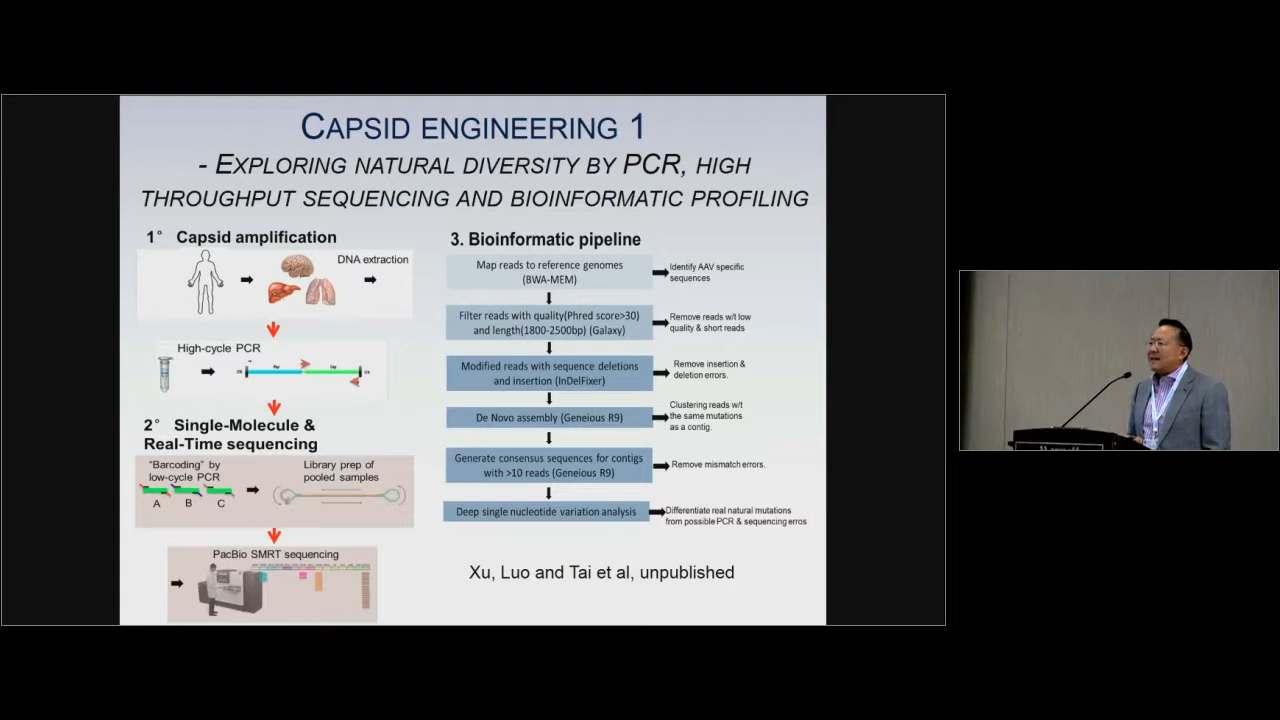 CAPSID ENGINEERING 1
- EXPLORING NATURAL DIVERSITY BY PCR, HIGH
THROUGHPUT SEQUENCING AND BIOINFORMATIC PROFILING
1° Capsid amplification
DNA extraction
High-cycle PCR
Rep
Cap
2° Single-Molecule &
Real-Time sequencing
"Barcoding" by
low-cycle PCR
A B C
Library prep of
pooled samples
PacBio SMRT sequencing
3. Bioinformatic pipeline
Map reads to reference genomes
(BWA-MEM)
Identify AAV specific
sequences
Filter reads with quality(Phred score>30)
and length(1800-2500bp) (Galaxy)
Remove reads w/t low
quality & short reads
Modified reads with sequence deletions
and insertion (InDelFixer)
Remove insertion &
deletion errors.
De Novo assembly (Geneious R9)
Clustering reads w/t
the same mutations
as a contig.
Generate consensus sequences for contigs
with >10 reads (Geneious R9)
Remove mismatch errors.
Deep single nucleotide variation analysis
Differentiate real natural mutations
from possible PCR & sequencing erros
Xu, Luo and Tai et al, unpublished